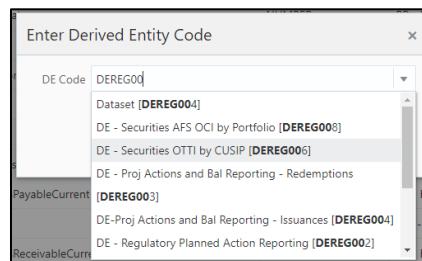 Enter Derived Entity Code ×
DE Code DEREG00
Dataset [DEREG004]
DE - Securities AFS OCI by Portfolio [DEREG008]
DE - Securities OTTI by CUSIP [DEREG006]
DE - Proj Actions and Bal Reporting - Redemptions
[DEREG003]
PayableCurrent
DE-Proj Actions and Bal Reporting - Issuances [DEREG004]
DE - Regulatory Planned Action Reporting [DEREG002]
ReceivableCurre